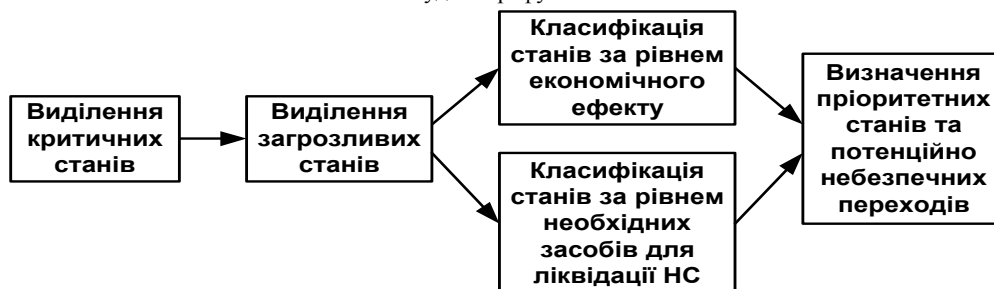 Виділення
критичних
станів
Виділення
загрозливих
станів
Класифікація
станів за рівнем
економічного
ефекту
Класифікація
станів за рівнем
необхідних
засобів для
ліквідації НС
Визначення
пріоритетних
станів та
потенційно
небезпечних
переходів